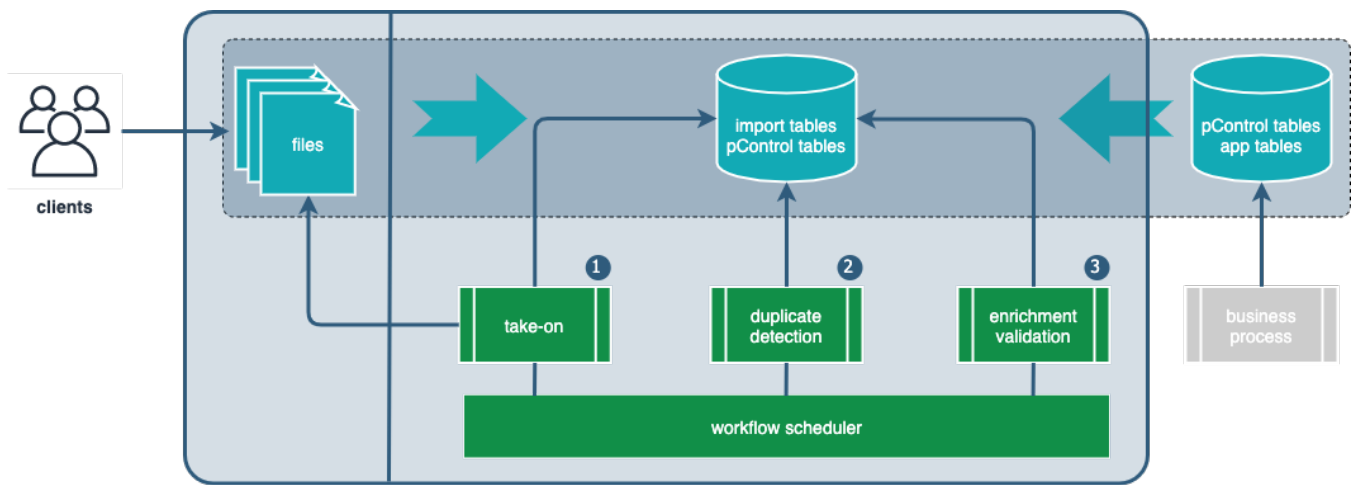 clients
files
import tables
pControl tables
pControl tables
app tables
1
2
3
take-on
duplicate
detection
enrichment
validation
business
process
workflow scheduler